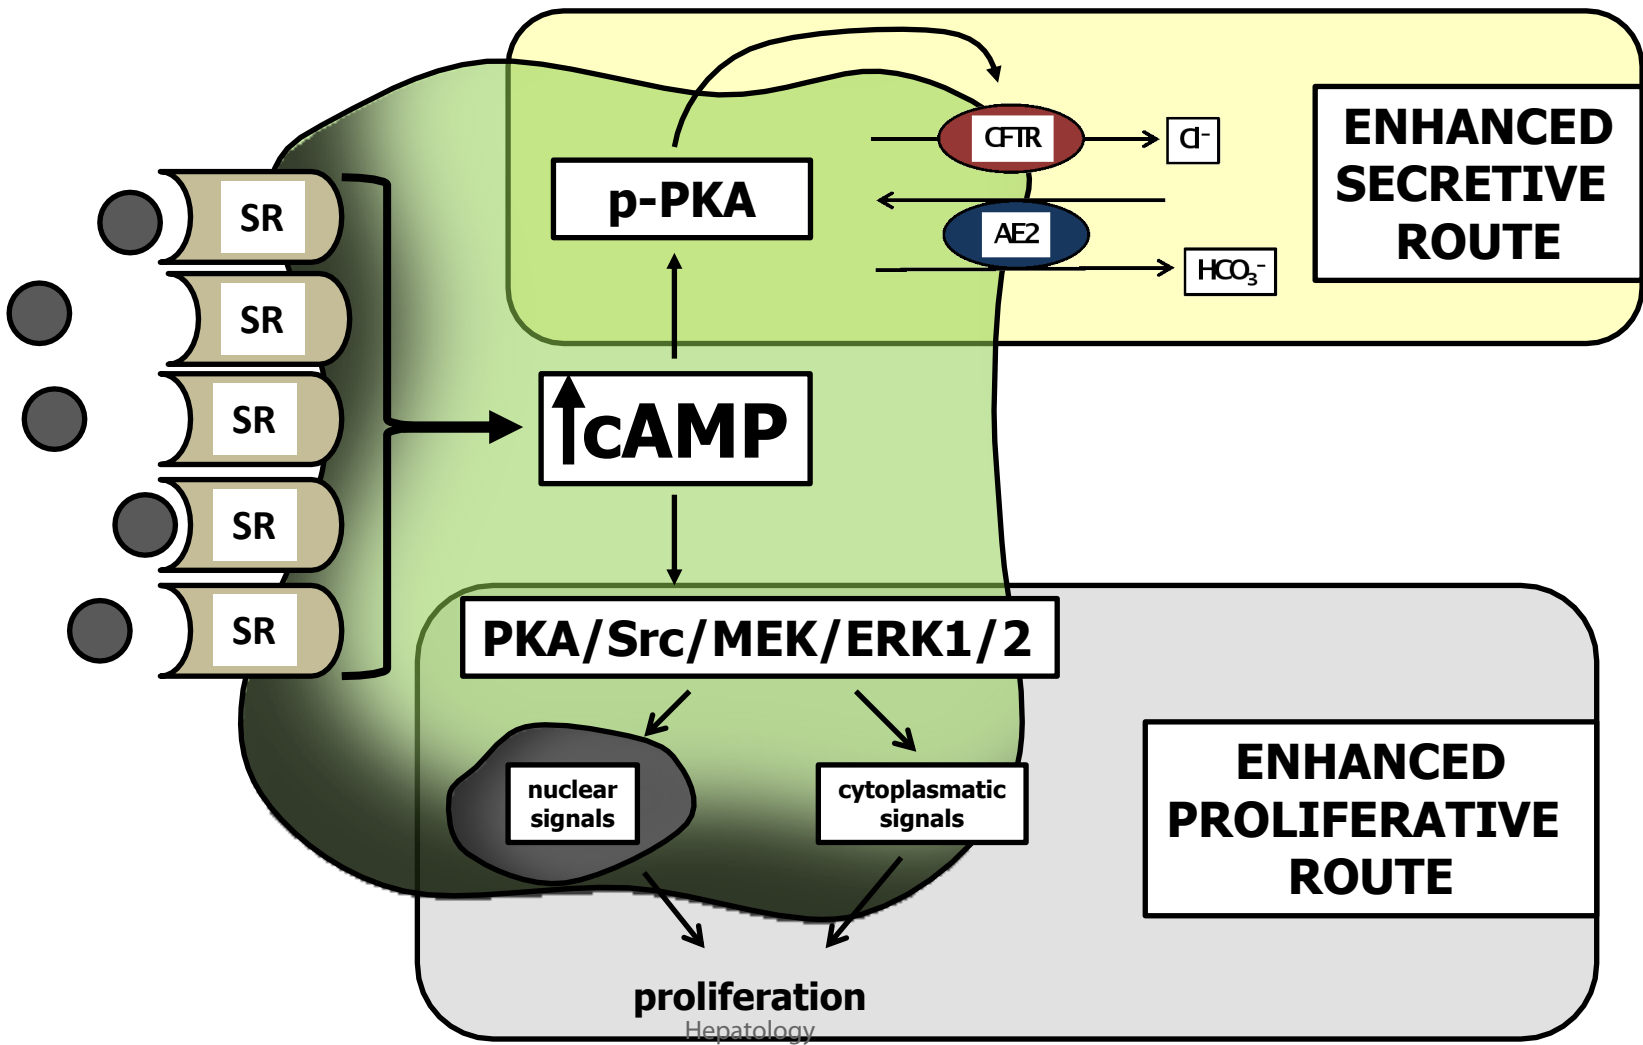 ENHANCED
SECRETIVE
ROUTE
CFTR
Cl⁻
p-PKA
SR
AE2
HCO₃⁻
SR
cAMP
SR
SR
SR
PKA/Src/MEK/ERK1/2
nuclear
signals
cytoplasmatic
signals
ENHANCED
PROLIFERATIVE
ROUTE
proliferation
Hepatology